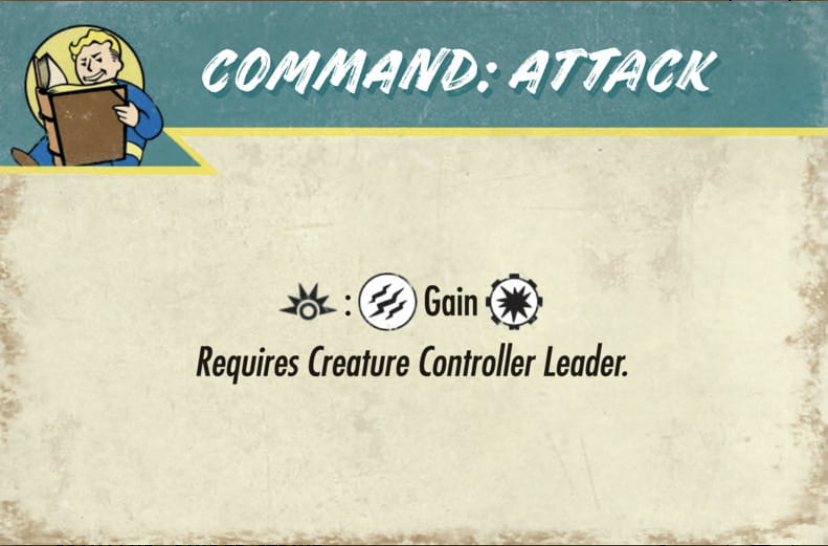 COMMAND: ATTACK
: Gain
Requires Creature Controller Leader.